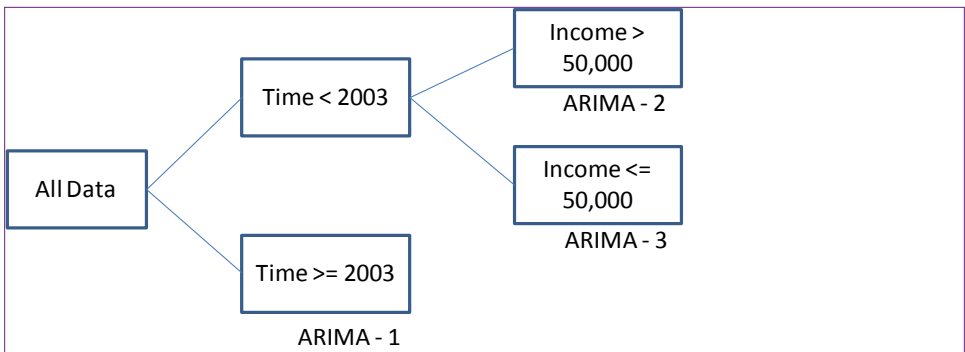 Income >
50,000
ARIMA - 2
Time < 2003
All Data
Income <=
50,000
ARIMA - 3
Time >= 2003
ARIMA - 1